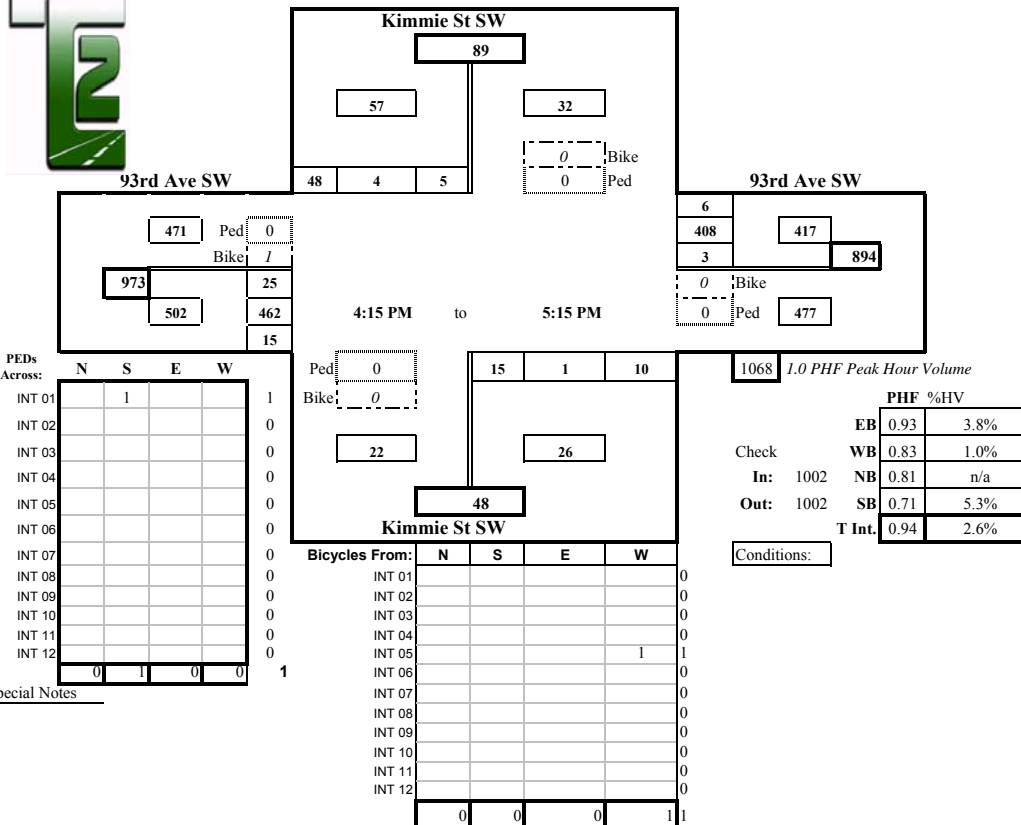 Kimmie St SW
89
57 32
0 Bike
93rd Ave SW 48 4 5 0 Ped 93rd Ave SW
6
471 Ped 0 408 417
Bike 1 3 894
973 25 0 Bike
502 462 4:15 PM to 5:15 PM 0 Ped 477
15
PEDs Across: N S E W Ped 0 15 1 10 1068 1.0 PHF Peak Hour Volume
INT 01 1 1 Bike 0 PHF %HV
INT 02 0 EB 0.93 3.8%
INT 03 0 22 26 Check WB 0.83 1.0%
INT 04 0 In: 1002 NB 0.81 n/a
INT 05 0 48 Out: 1002 SB 0.71 5.3%
INT 06 0 Kimmie St SW T Int. 0.94 2.6%
INT 07 0 Bicycles From: N S E W Conditions:
INT 08 0 INT 01 0
INT 09 0 INT 02 0
INT 10 0 INT 03 0
INT 11 0 INT 04 0
INT 12 0 INT 05 1 1
0 1 0 0 1 INT 06 0
pecial Notes INT 07 0
INT 08 0
INT 09 0
INT 10 0
INT 11 0
INT 12 0
0 0 0 1 1